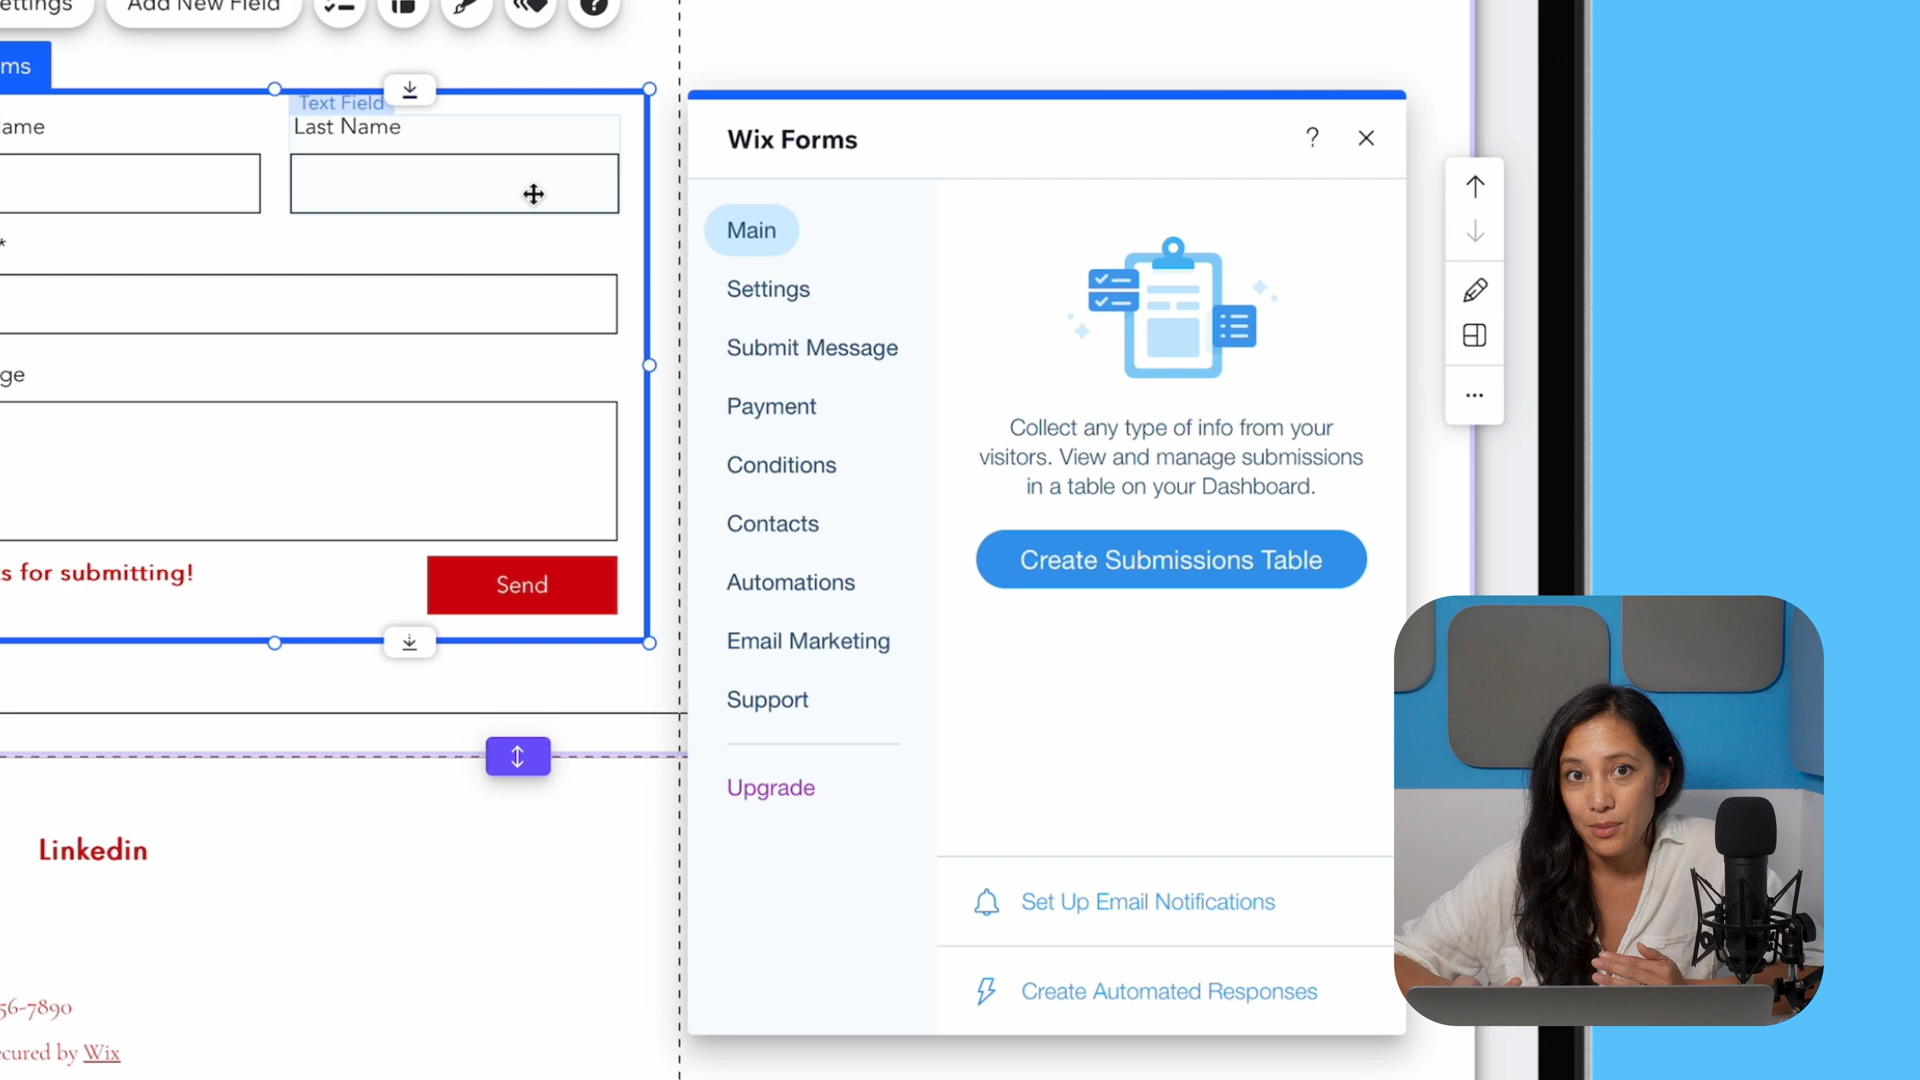 ettings
Add New Field
?
ms
Text Field
ame
Last Name
*
ge
s for submitting!
Send
Linkedin
56-7890
ecured by Wix
Wix Forms
?
Main
Settings
Submit Message
Payment
Conditions
Contacts
Automations
Email Marketing
Support
Upgrade
Collect any type of info from your
visitors. View and manage submissions
in a table on your Dashboard.
Create Submissions Table
Set Up Email Notifications
Create Automated Responses